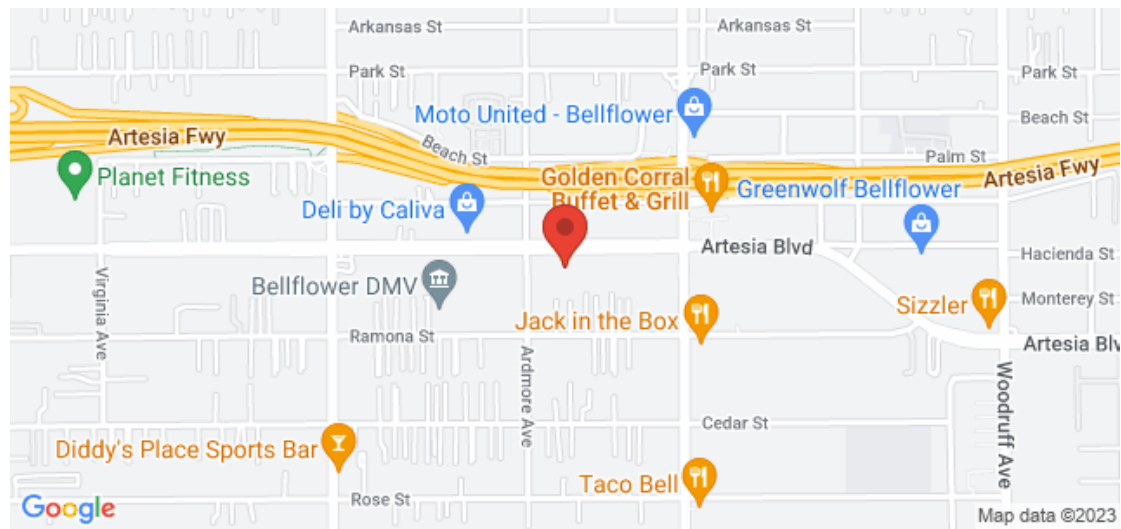 Arkansas St
Arkansas St
Park St
Park St
Park St
Moto United - Bellflower
Beach St
Artesia Fwy
Beach St
Palm St
Planet Fitness
Golden Corral
Buffet & Grill
Artesia Fwy
Greenwolf Bellflower
Deli by Caliva
Artesia Blvd
Hacienda St
Bellflower DMV
Virginia Ave
Monterey St
Sizzler
Jack in the Box
Ramona St
Artesia Blv
Ardmore Ave
Woodruff Ave
Cedar St
Diddy's Place Sports Bar
Taco Bell
Rose St
Google
Map data ©2023